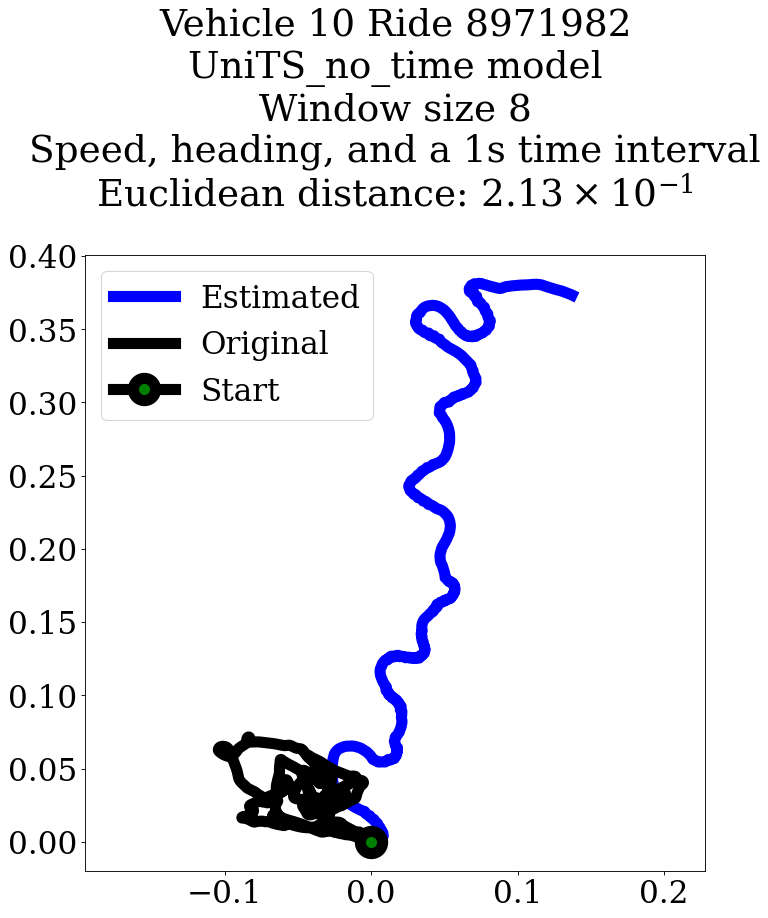 Vehicle 10 Ride 8971982
UniTS_no_time model
Window size 8
Speed, heading, and a 1s time interval
Euclidean distance: 2.13 × 10⁻¹
Estimated
Original
Start
0.40
0.35
0.30
0.25
0.20
0.15
0.10
0.05
0.00
−0.1 0.0 0.1 0.2